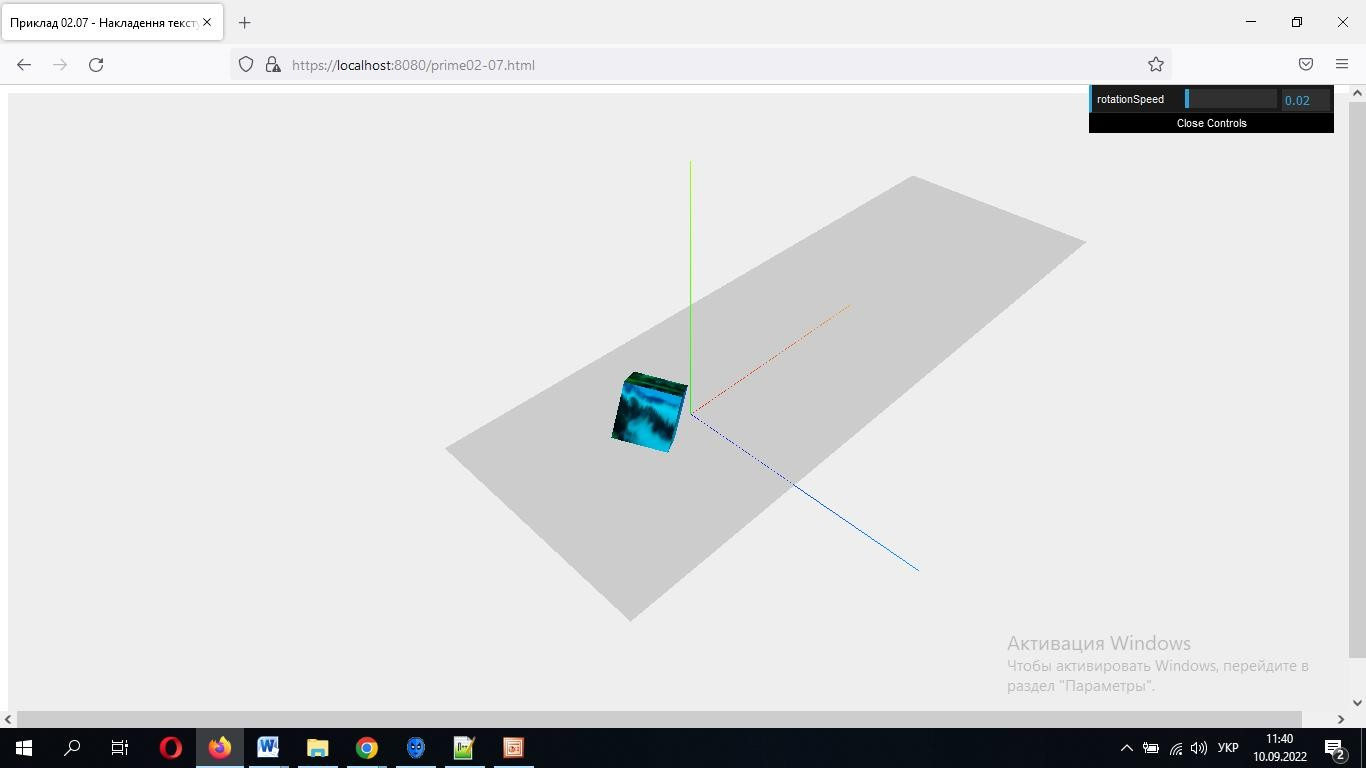 Приклад 02.07 - Накладення тексту
https://localhost:8080/prime02-07.html
rotationSpeed
0.02
Close Controls
Активация Windows
Чтобы активировать Windows, перейдите в
раздел "Параметры".
УКР
11:40
10.09.2022
2